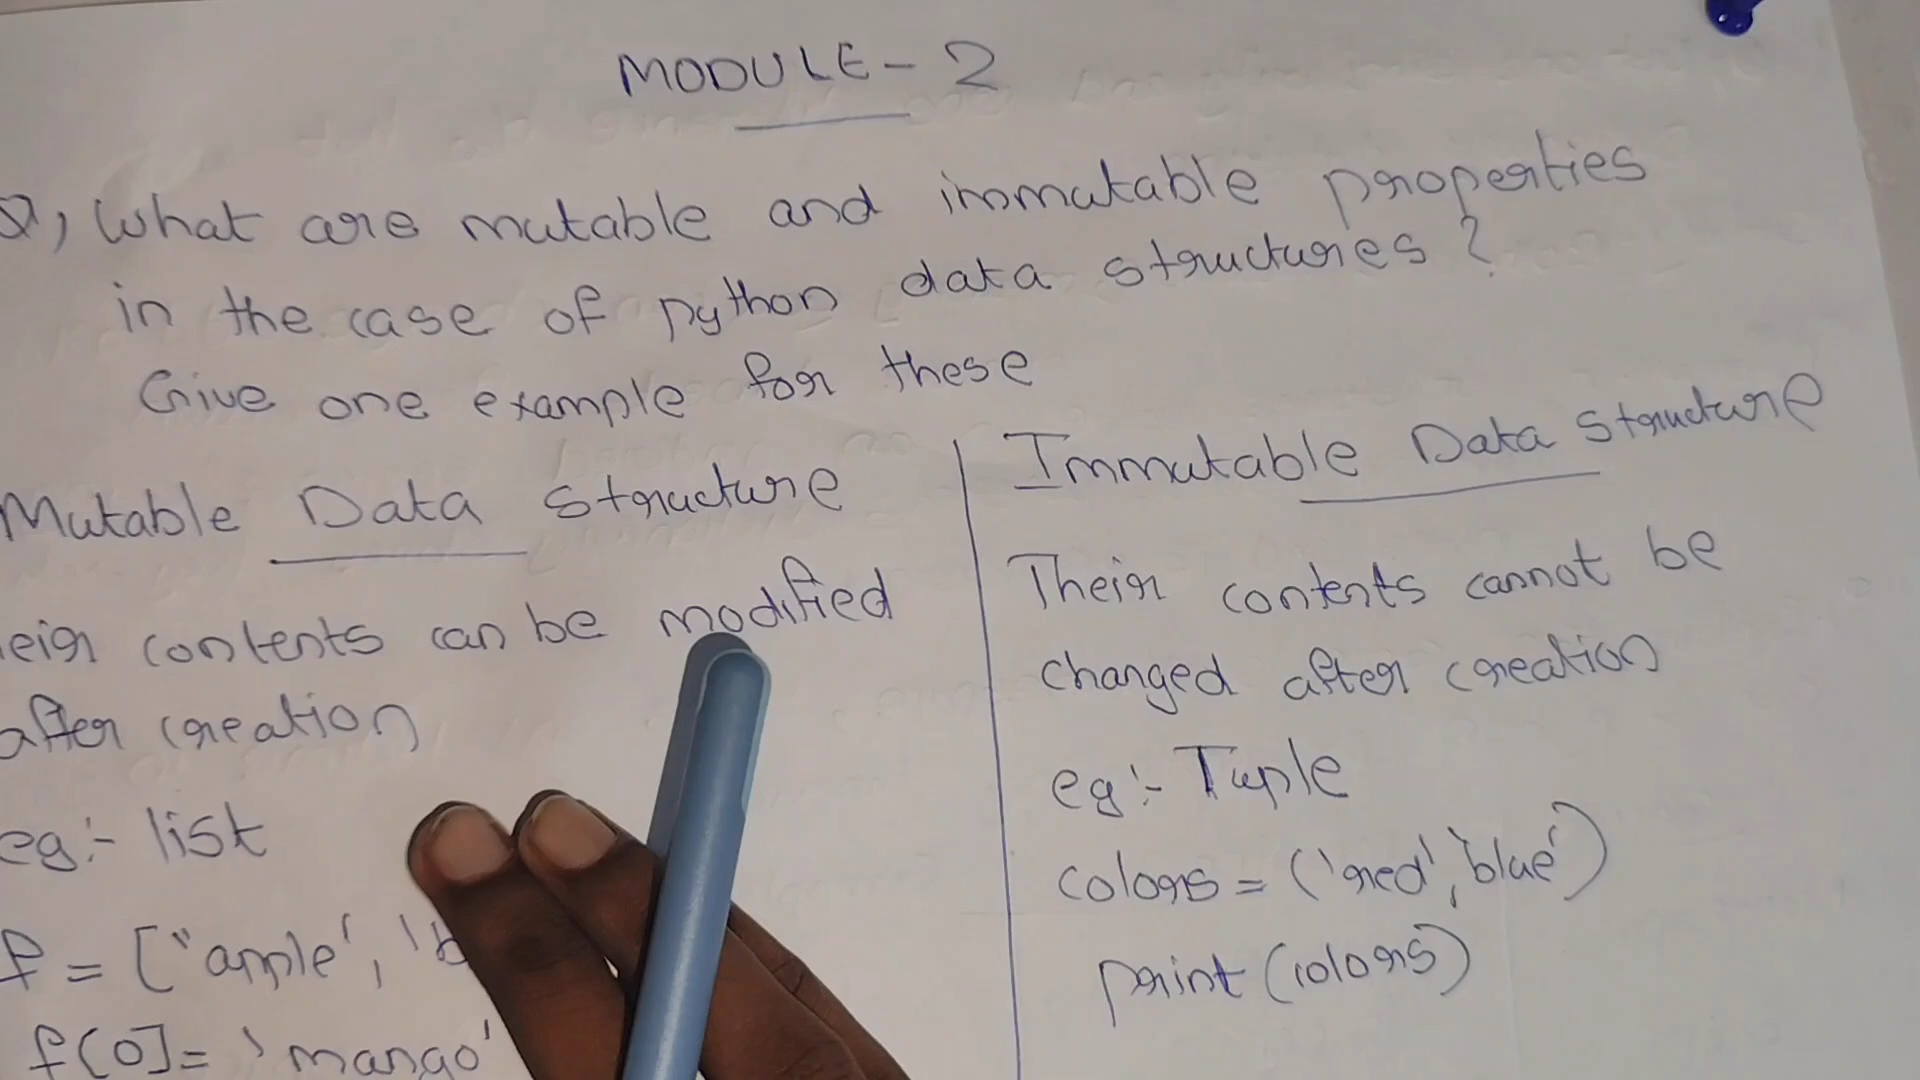 MODULE - 2
Q, What are mutable and immutable properties
in the case of python data structures ?
Give one example for these
Mutable Data structure
eir contents can be modified
after creation
eg:- list
f = ["apple', 'b
f[0] = 'mango'
Immutable Data structure
Their contents cannot be
changed after creation
eg:- Tuple
colors = ('red', 'blue')
print (colors)